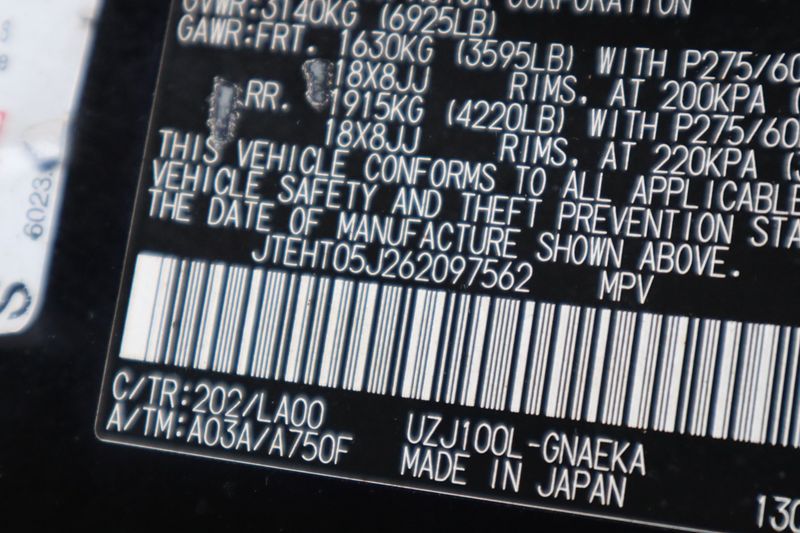 CORPORATION
GVWR:3140KG (6925LB)
GAWR:FRT. 1630KG (3595LB) WITH P275/60
18X8JJ RIMS, AT 200KPA
RR. 1915KG (4220LB) WITH P275/60
18X8JJ RIMS, AT 220KPA
THIS VEHICLE CONFORMS TO ALL APPLICABLE
VEHICLE SAFETY AND THEFT PREVENTION STA
THE DATE OF MANUFACTURE SHOWN ABOVE.
JTEHT05J262097562 MPV
C/TR:202/LA00
A/TM:A03A/A750F
UZJ100L-GNAEKA
MADE IN JAPAN
130
6023